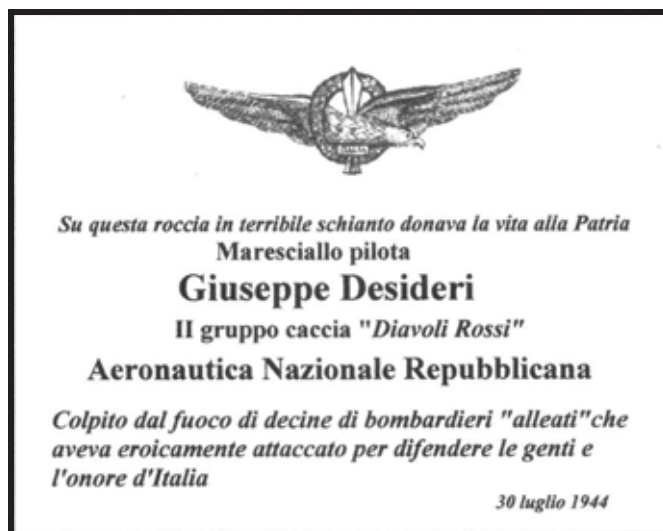 Su questa roccia in terribile schianto donava la vita alla Patria
Maresciallo pilota
Giuseppe Desideri
II gruppo caccia "Diavoli Rossi"
Aeronautica Nazionale Repubblicana
Colpito dal fuoco di decine di bombardieri "alleati"che
aveva eroicamente attaccato per difendere le genti e
l'onore d'Italia
30 luglio 1944